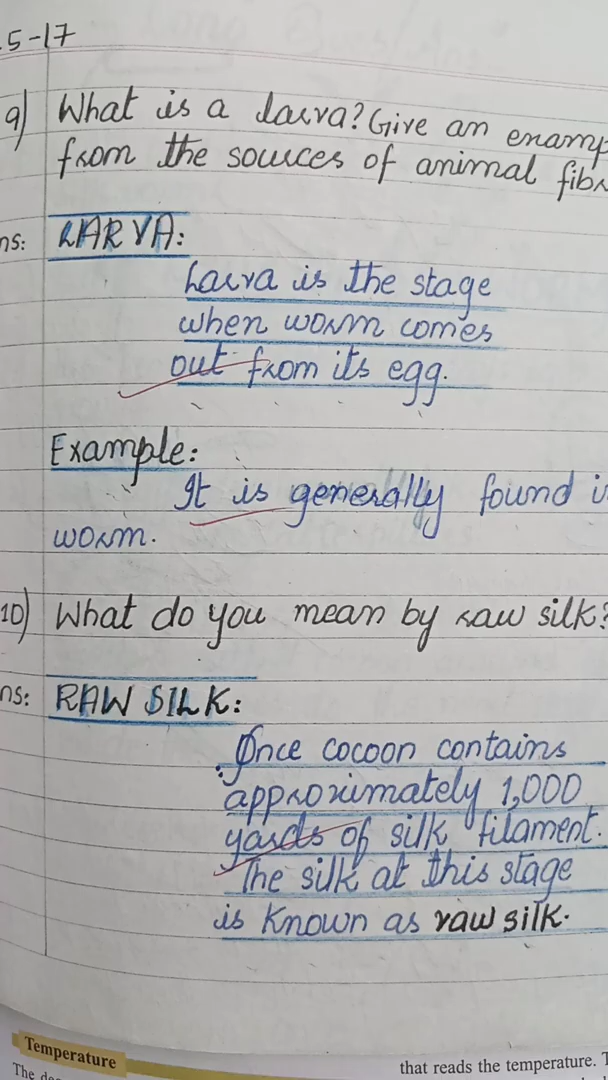 .5-17
9) What is a larva? Give an examp
from the sources of animal fib
ns: LARVA:
Larva is the stage
when worm comes
out from its egg.
Example:
It is generally found i
worm.
10) What do you mean by raw silk?
ns: RAW SILK:
Once cocoon contains
approximately 1,000
yards of silk filament.
The silk at this stage
is known as raw silk.
Temperature
The de
that reads the temperature. T